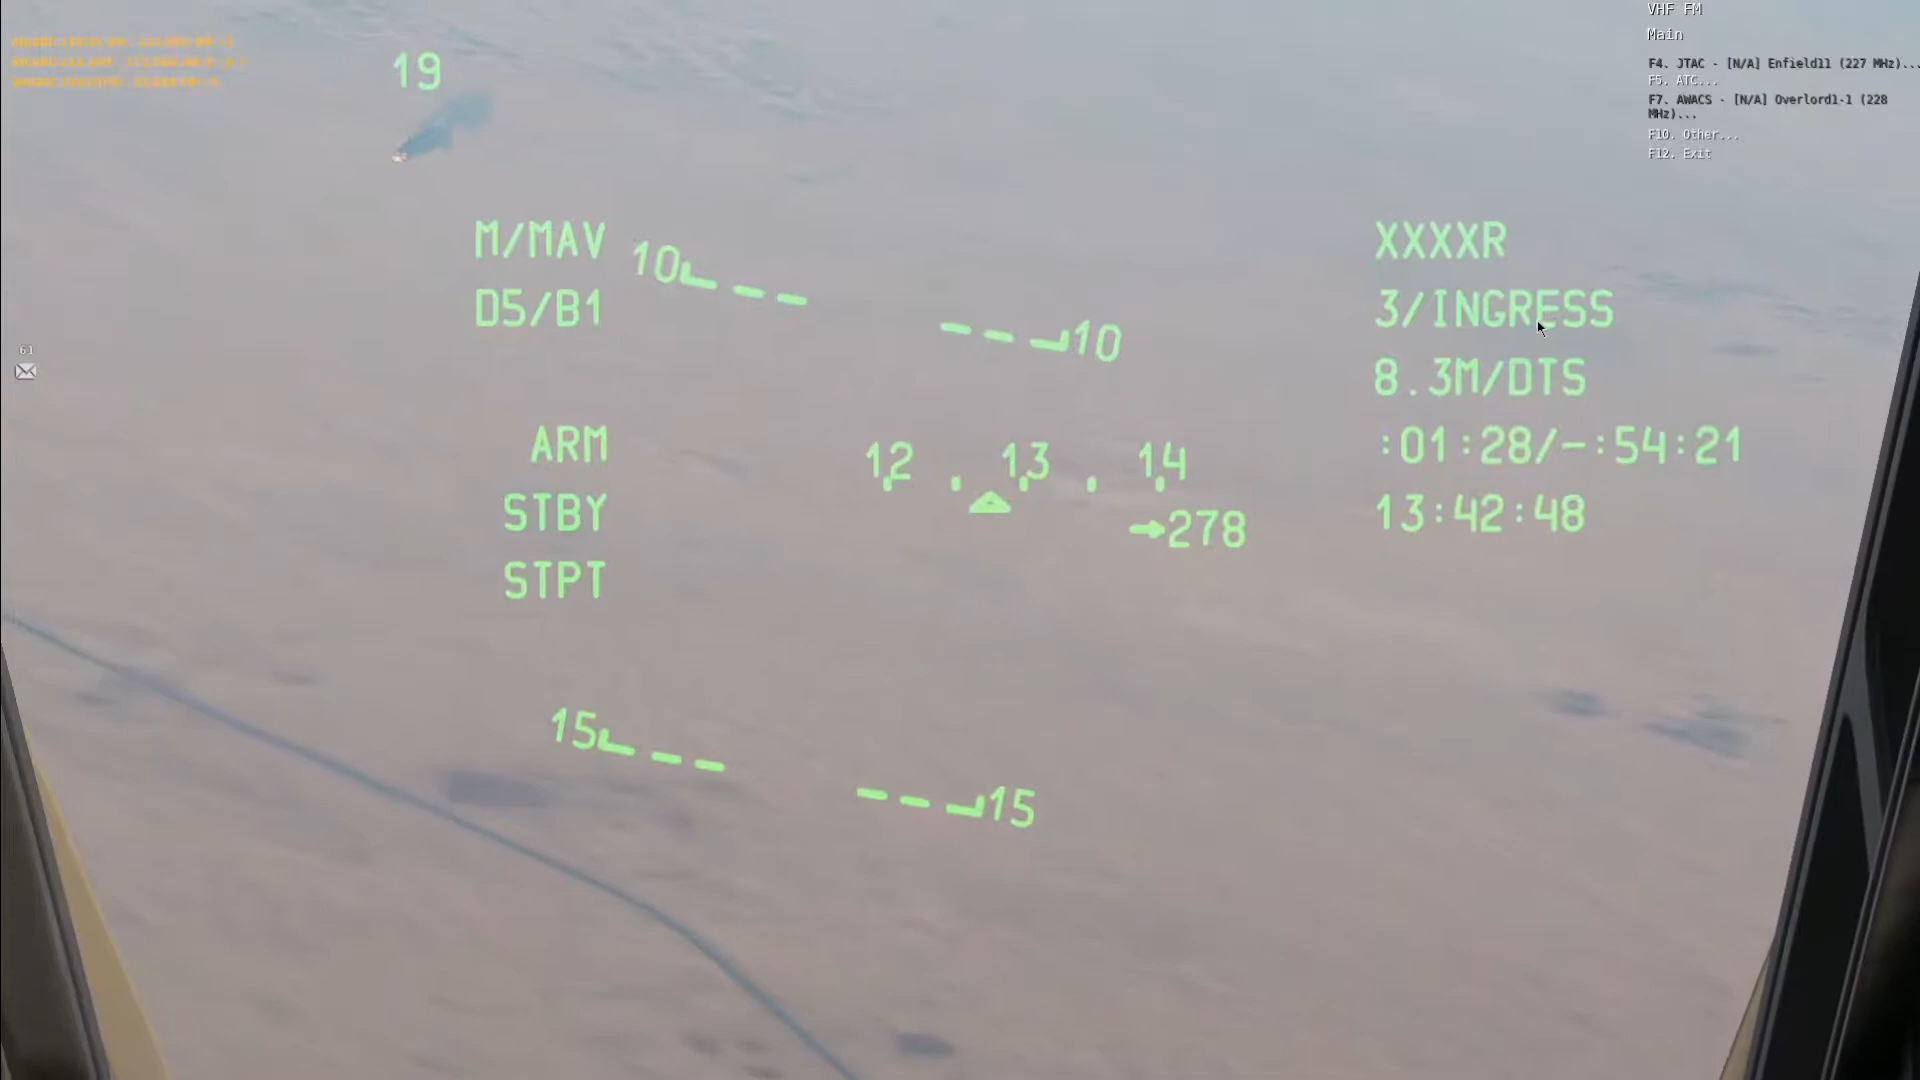 VHF FM
Main
F4. JTAC - [N/A] Enfield11 (227 MHz)...
F5. ATC...
F7. AWACS - [N/A] Overlord1-1 (228
MHz)...
F10. Other...
F12. Exit
19
M/MAV
D5/B1
10
10
XXXXR
3/INGRESS
8.3M/DTS
:01:28/-:54:21
13:42:48
61
ARM
STBY
STPT
12 . 13 . 14
278
15
15